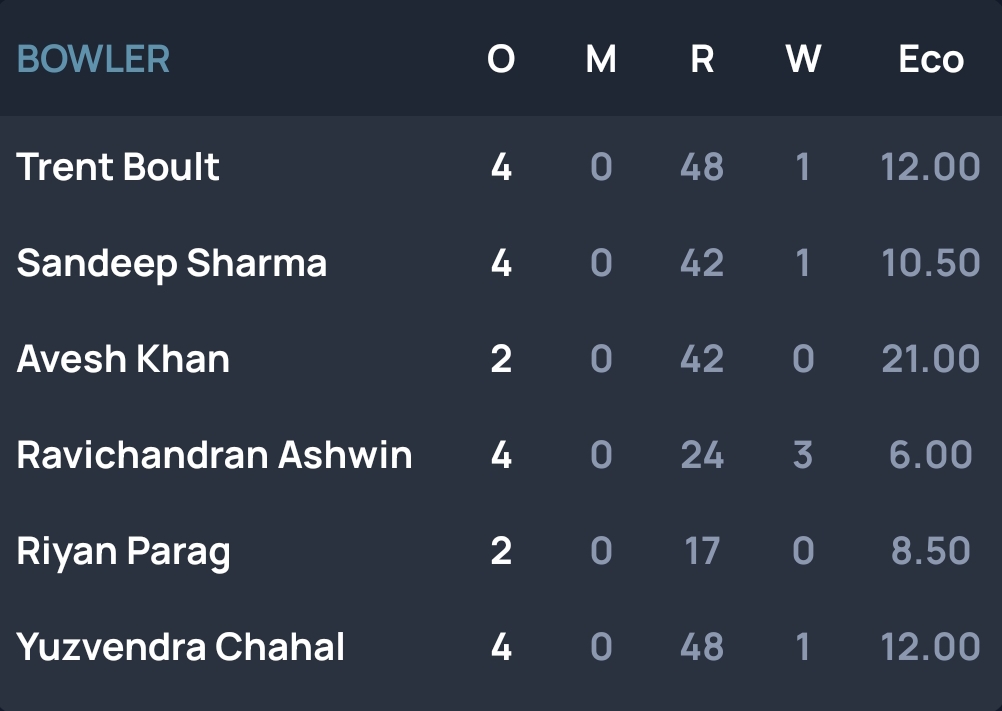 BOWLER O M R W Eco
Trent Boult 4 0 48 1 12.00
Sandeep Sharma 4 0 42 1 10.50
Avesh Khan 2 0 42 0 21.00
Ravichandran Ashwin 4 0 24 3 6.00
Riyan Parag 2 0 17 0 8.50
Yuzvendra Chahal 4 0 48 1 12.00